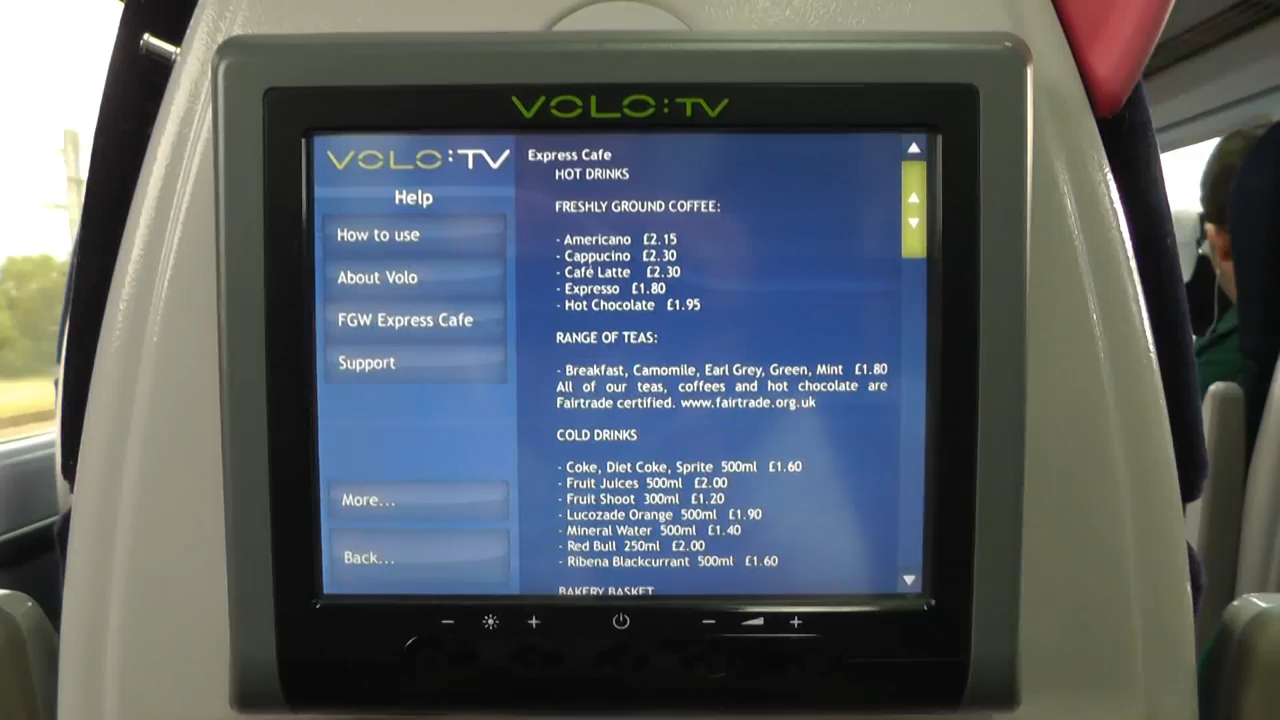 VOLO:TV
VOLO:TV
Help
How to use
About Volo
FGW Express Cafe
Support
More...
Back...
Express Cafe
HOT DRINKS
FRESHLY GROUND COFFEE:
- Americano £2.15
- Cappucino £2.30
- Café Latte £2.30
- Expresso £1.80
- Hot Chocolate £1.95
RANGE OF TEAS:
- Breakfast, Camomile, Earl Grey, Green, Mint £1.80
All of our teas, coffees and hot chocolate are
Fairtrade certified. www.fairtrade.org.uk
COLD DRINKS
- Coke, Diet Coke, Sprite 500ml £1.60
- Fruit Juices 500ml £2.00
- Fruit Shoot 300ml £1.20
- Lucozade Orange 500ml £1.90
- Mineral Water 500ml £1.40
- Red Bull 250ml £2.00
- Ribena Blackcurrant 500ml £1.60
BAKERY BASKET